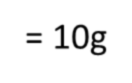 = 10g